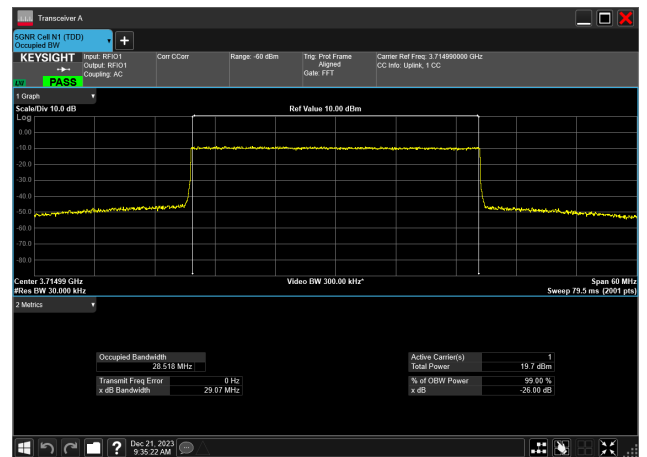 Transceiver A
5GNR Cell N1 (TDD)
Occupied BW
KEYSIGHT
LXI
PASS
Input: RFIO1
Output: RFIO1
Coupling: AC
Corr CCorr
Range: -60 dBm
Trig: Prot Frame
Aligned
Gate: FFT
Carrier Ref Freq: 3.714990000 GHz
CC Info: Uplink, 1 CC
1 Graph
Scale/Div 10.0 dB
Ref Value 10.00 dBm
Log
0.00
-10.0
-20.0
-30.0
-40.0
-50.0
-60.0
-70.0
-80.0
Center 3.71499 GHz
Video BW 300.00 kHz*
Span 60 MHz
#Res BW 30.000 kHz
Sweep 79.5 ms (2001 pts)
2 Metrics
Occupied Bandwidth
28.518 MHz
Transmit Freq Error 0 Hz
x dB Bandwidth 29.07 MHz
Active Carrier(s) 1
Total Power 19.7 dBm
% of OBW Power 99.00 %
x dB -26.00 dB
Dec 21, 2023
9:35:22 AM